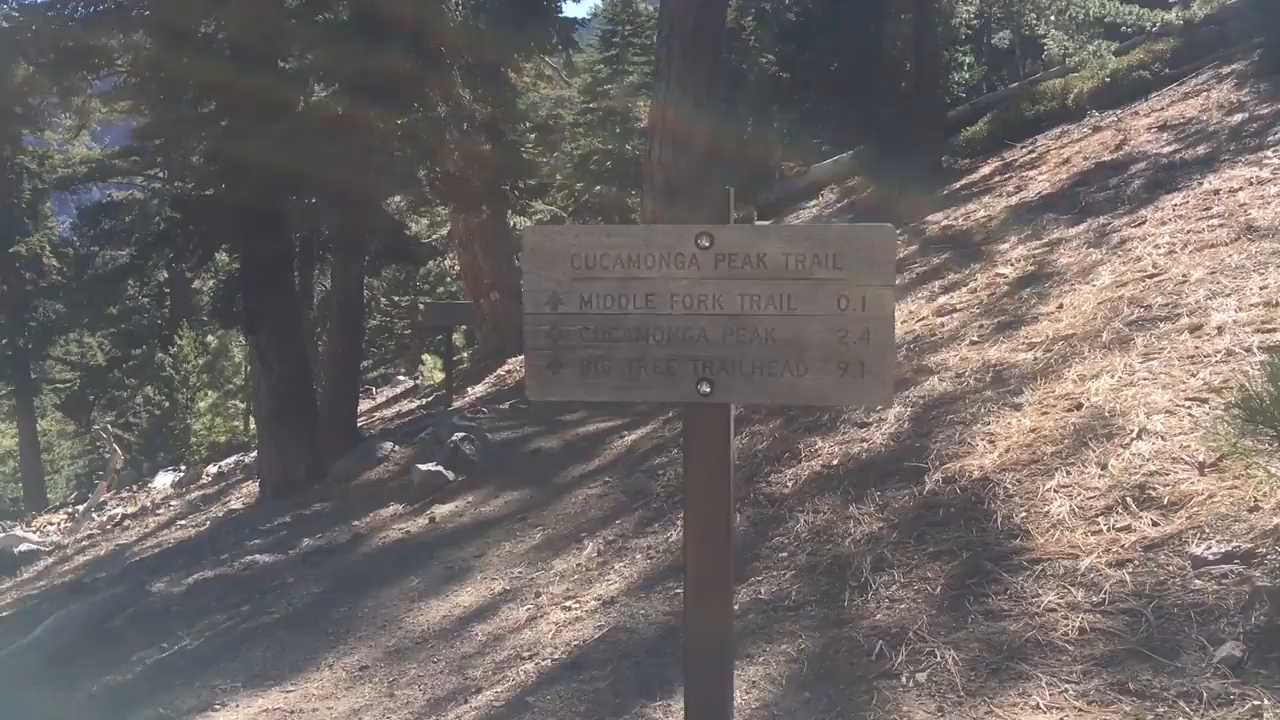 CUCAMONGA PEAK TRAIL
MIDDLE FORK TRAIL 0.1
CUCAMONGA PEAK 2.4
BIG TREE TRAILHEAD 9.1